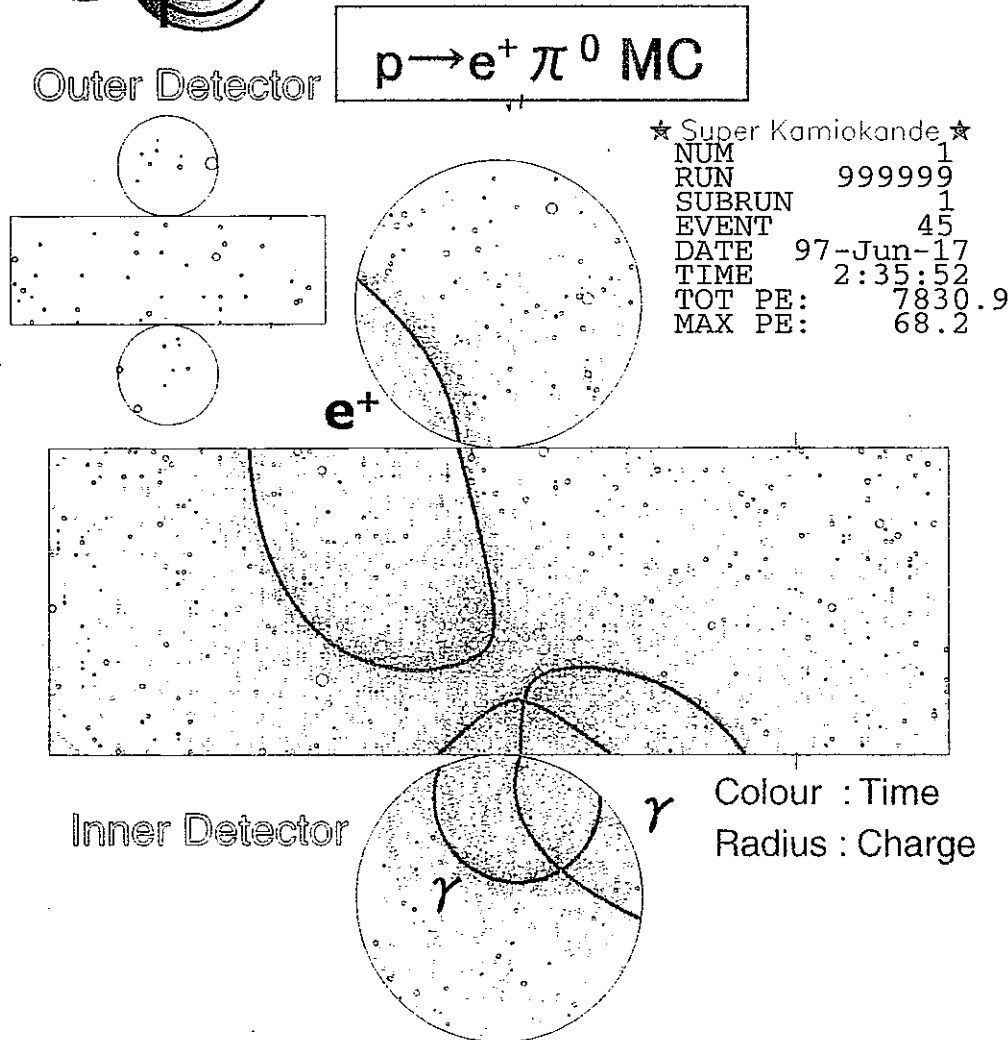 p→e⁺ π⁰ MC
Outer Detector
☆ Super Kamiokande ☆
NUM 1
RUN 999999
SUBRUN 1
EVENT 45
DATE 97-Jun-17
TIME 2:35:52
TOT PE: 7830.9
MAX PE: 68.2
e⁺
Inner Detector
γ
γ
Colour : Time
Radius : Charge